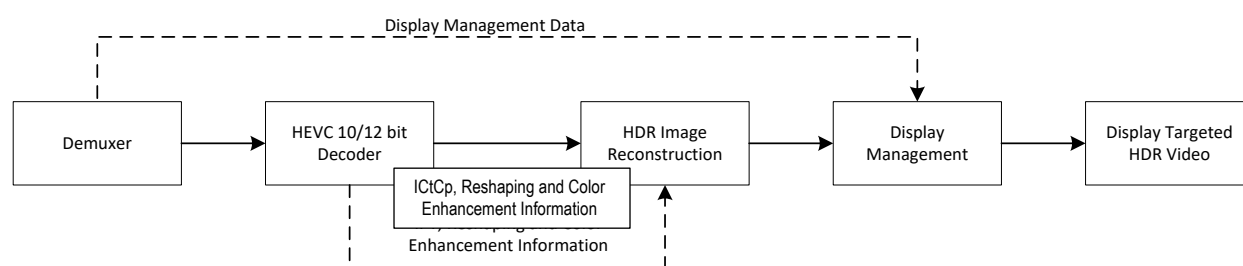 Display Management Data
Demuxer
HEVC 10/12 bit
Decoder
HDR Image
Reconstruction
Display
Management
Display Targeted
HDR Video
ICtCp, Reshaping and Color
Enhancement Information
Enhancement Information